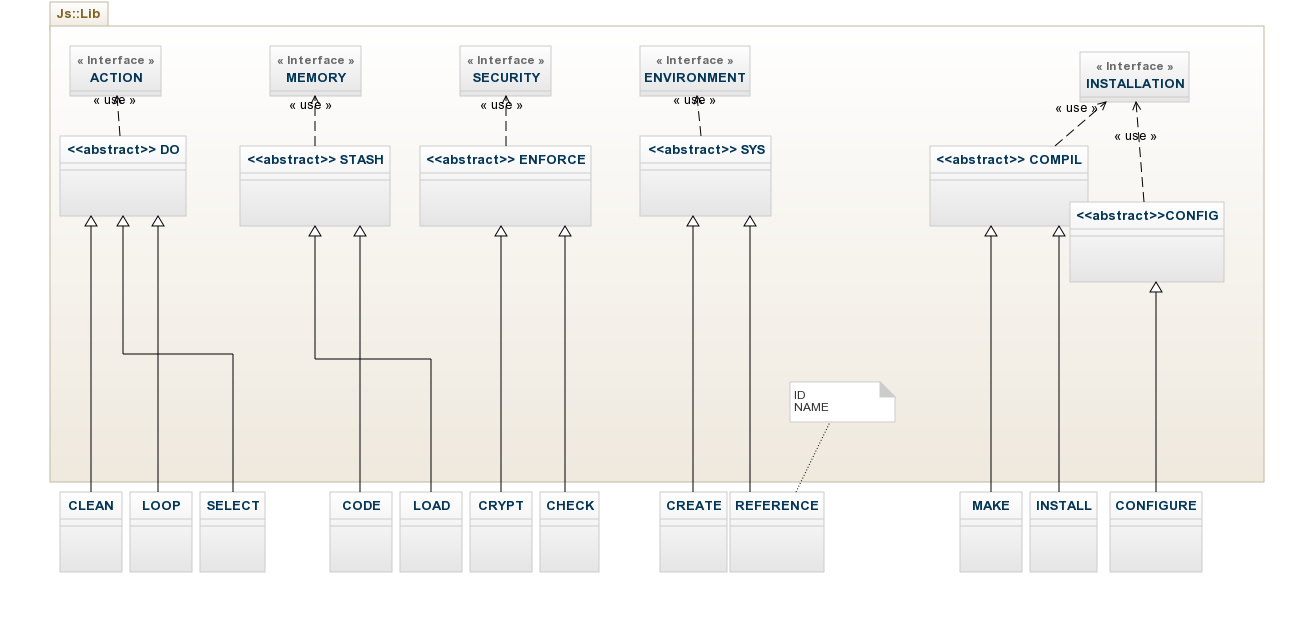 Js::Lib
« Interface »
ACTION
« Interface »
MEMORY
« Interface »
SECURITY
« Interface »
ENVIRONMENT
« Interface »
INSTALLATION
« use »
« use »
« use »
« use »
« use »
« use »
<<abstract>> DO
<<abstract>> STASH
<<abstract>> ENFORCE
<<abstract>> SYS
<<abstract>> COMPIL
<<abstract>>CONFIG
ID
NAME
CLEAN
LOOP
SELECT
CODE
LOAD
CRYPT
CHECK
CREATE
REFERENCE
MAKE
INSTALL
CONFIGURE